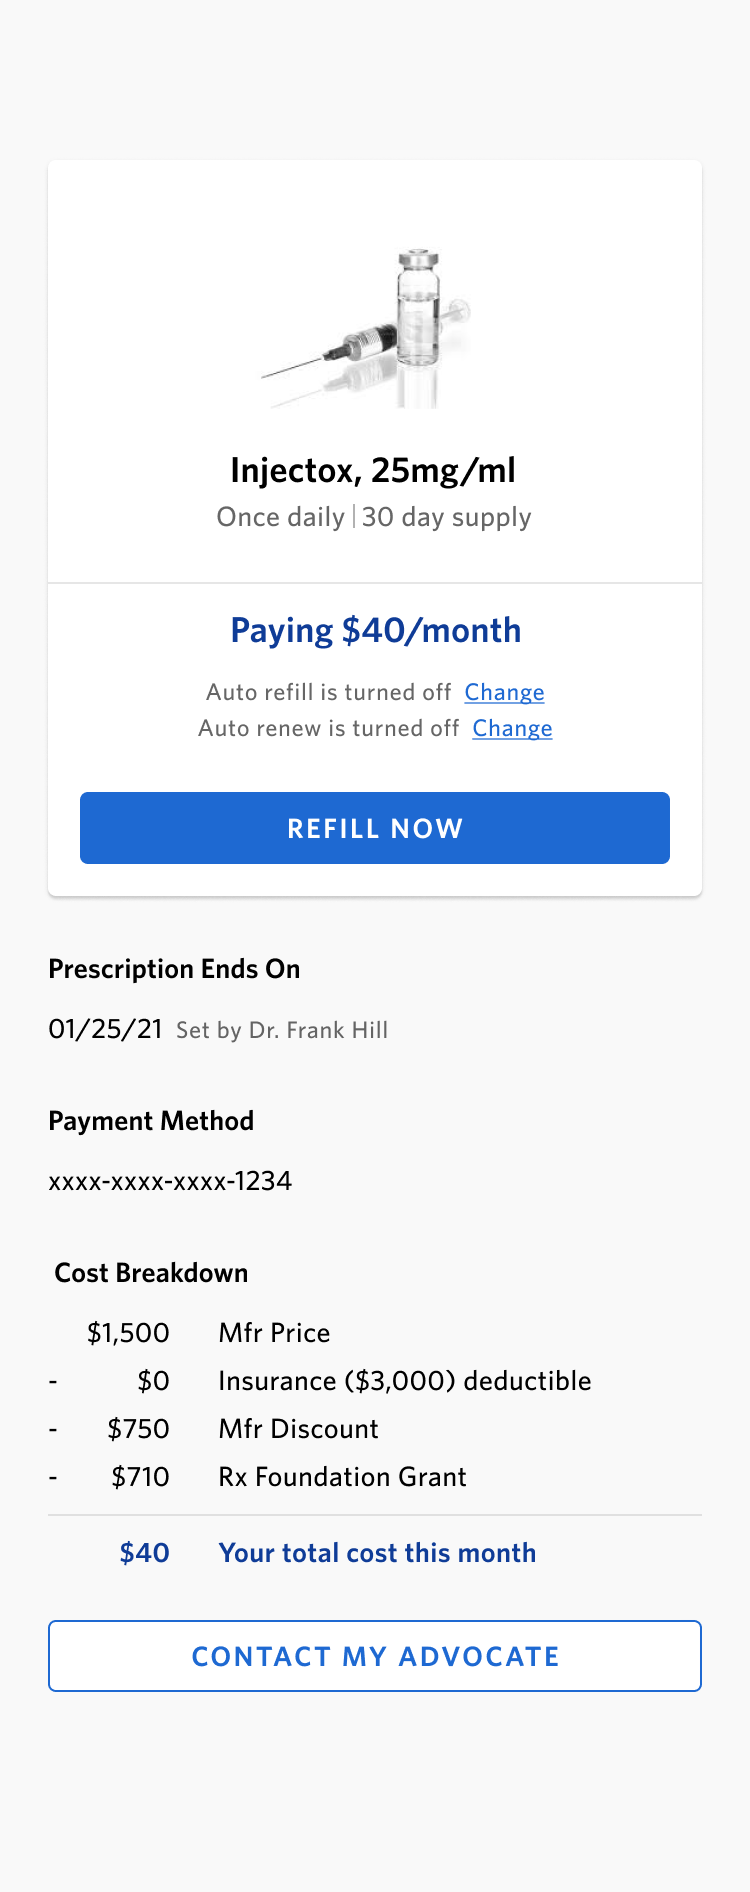 Injectox, 25mg/ml
Once daily | 30 day supply
Paying $40/month
Auto refill is turned off Change
Auto renew is turned off Change
REFILL NOW
Prescription Ends On
01/25/21 Set by Dr. Frank Hill
Payment Method
xxxx-xxxx-xxxx-1234
Cost Breakdown
$1,500 Mfr Price
- $0 Insurance ($3,000) deductible
- $750 Mfr Discount
- $710 Rx Foundation Grant
$40 Your total cost this month
CONTACT MY ADVOCATE